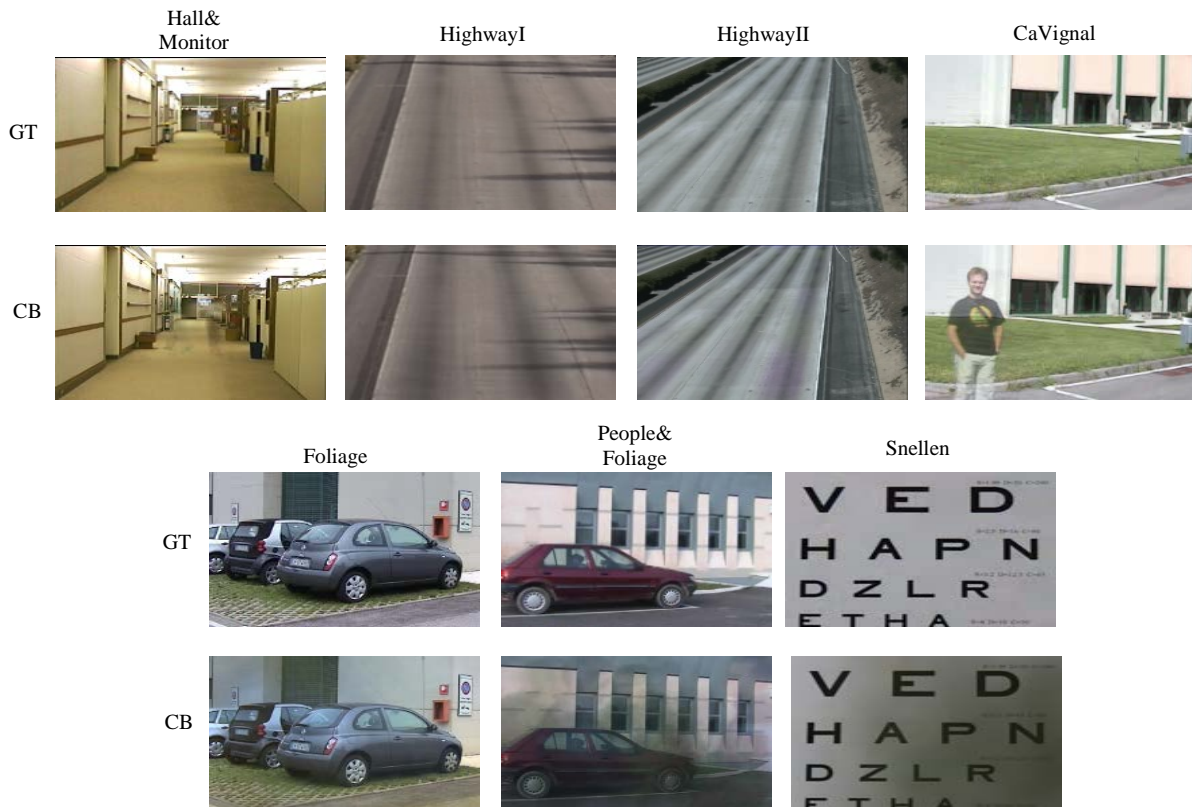 Hall&
Monitor
HighwayI
HighwayII
CaVignal
GT
CB
Foliage
People&
Foliage
Snellen
GT
V E D
H A P N
D Z L R
E T H A
CB
V E D
H A P N
D Z L R
E T H A